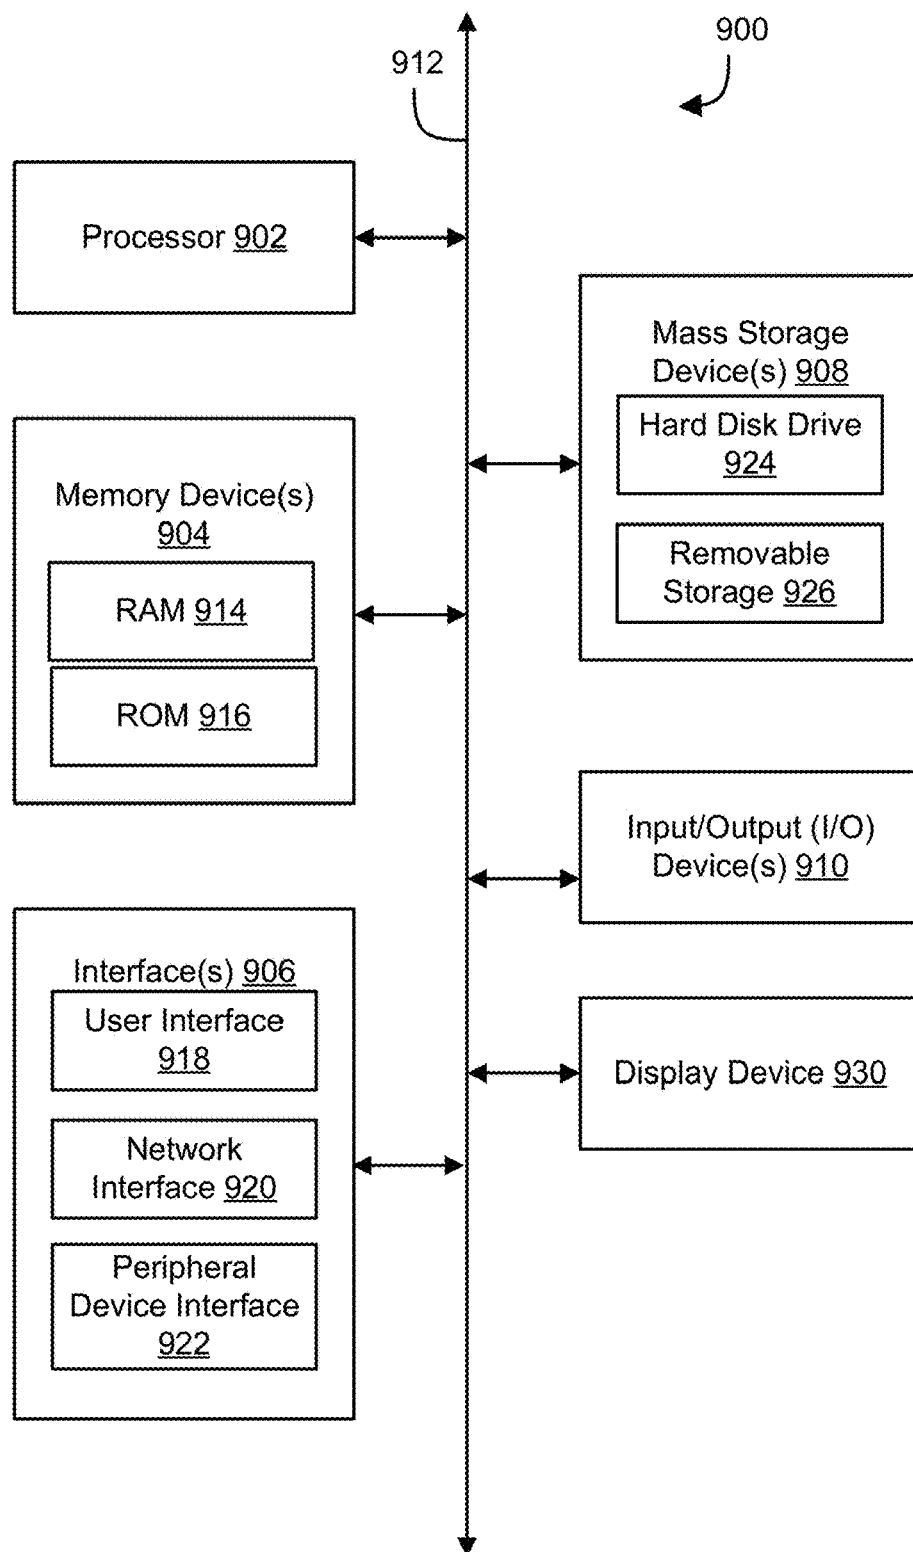 900
912
Processor 902
Mass Storage
Device(s) 908
Hard Disk Drive
924
Removable
Storage 926
Memory Device(s)
904
RAM 914
ROM 916
Input/Output (I/O)
Device(s) 910
Interface(s) 906
User Interface
918
Network
Interface 920
Peripheral
Device Interface
922
Display Device 930